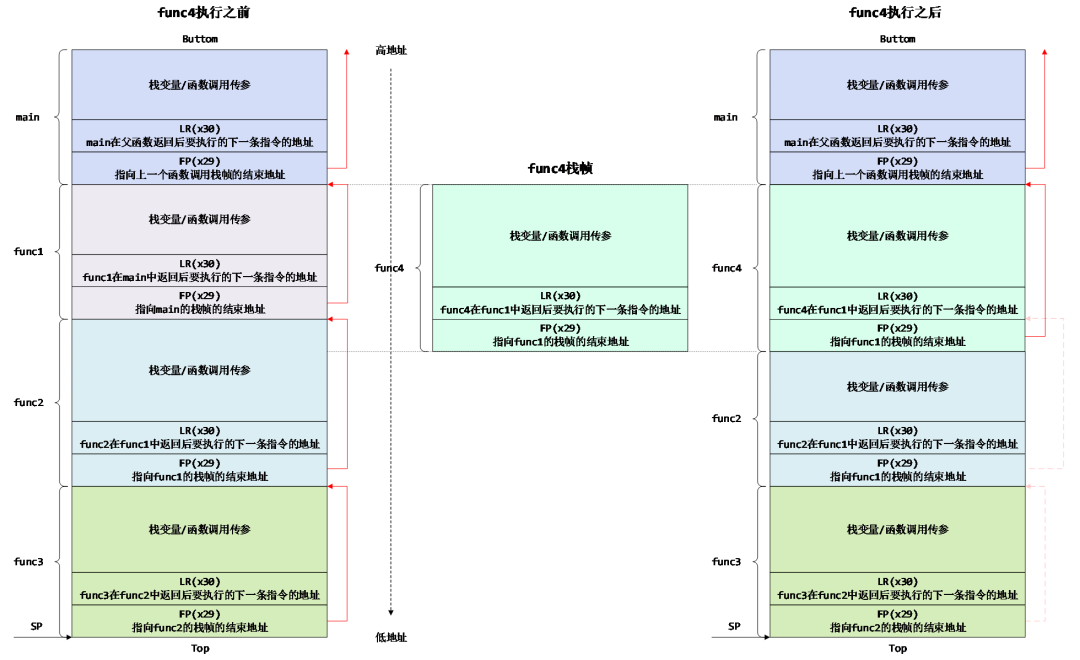 func4执行之前
Buttom
main
栈变量/函数调用传参
LR(x30)
main在父函数返回后要执行的下一条指令的地址
FP(x29)
指向上一个函数调用栈帧的结束地址
func1
栈变量/函数调用传参
LR(x30)
func1在main中返回后要执行的下一条指令的地址
FP(x29)
指向main的栈帧的结束地址
func2
栈变量/函数调用传参
LR(x30)
func2在func1中返回后要执行的下一条指令的地址
FP(x29)
指向func1的栈帧的结束地址
func3
栈变量/函数调用传参
LR(x30)
func3在func2中返回后要执行的下一条指令的地址
FP(x29)
指向func2的栈帧的结束地址
SP
Top
高地址
低地址
func4栈帧
func4
栈变量/函数调用传参
LR(x30)
func4在func1中返回后要执行的下一条指令的地址
FP(x29)
指向func1的栈帧的结束地址
func4执行之后
Buttom
main
栈变量/函数调用传参
LR(x30)
main在父函数返回后要执行的下一条指令的地址
FP(x29)
指向上一个函数调用栈帧的结束地址
func4
栈变量/函数调用传参
LR(x30)
func4在func1中返回后要执行的下一条指令的地址
FP(x29)
指向func1的栈帧的结束地址
func2
栈变量/函数调用传参
LR(x30)
func2在func1中返回后要执行的下一条指令的地址
FP(x29)
指向func1的栈帧的结束地址
func3
栈变量/函数调用传参
LR(x30)
func3在func2中返回后要执行的下一条指令的地址
FP(x29)
指向func2的栈帧的结束地址
SP
Top